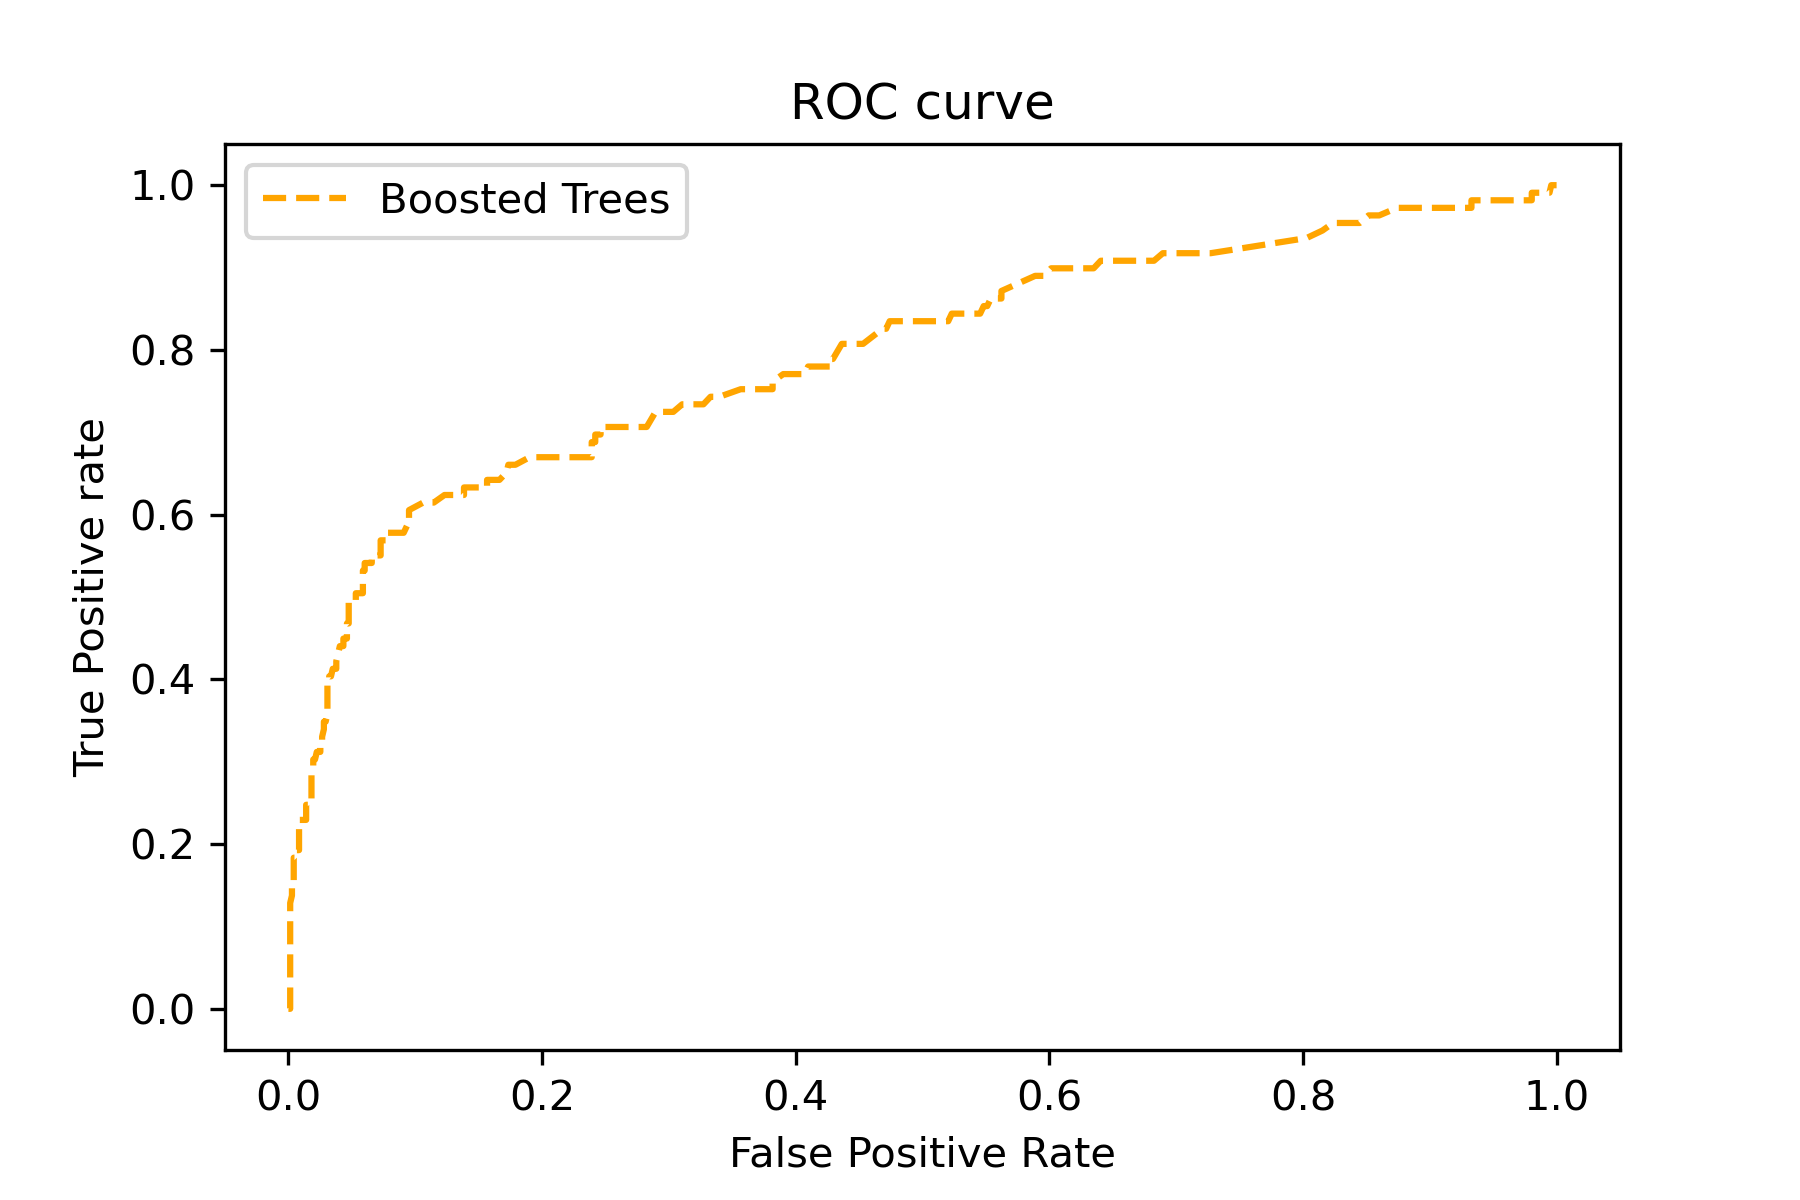 ROC curve
Boosted Trees
True Positive rate
1.0
0.8
0.6
0.4
0.2
0.0
0.0 0.2 0.4 0.6 0.8 1.0
False Positive Rate